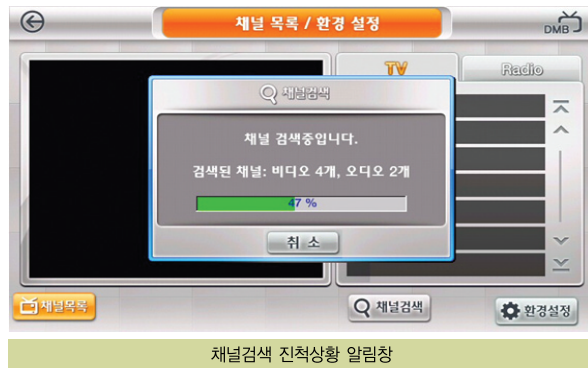 채널 목록 / 환경 설정
DMB
TV
Radio
채널검색
채널 검색중입니다.
검색된 채널: 비디오 4개, 오디오 2개
47 %
취 소
채널목록
채널검색
환경설정
채널검색 진척상황 알림창